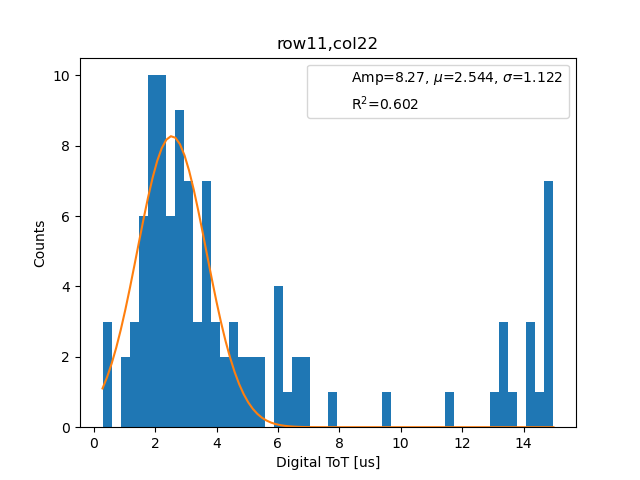 row11,col22
Amp=8.27, μ=2.544, σ=1.122
R²=0.602
10
8
6
4
2
0
Counts
0 2 4 6 8 10 12 14
Digital ToT [us]